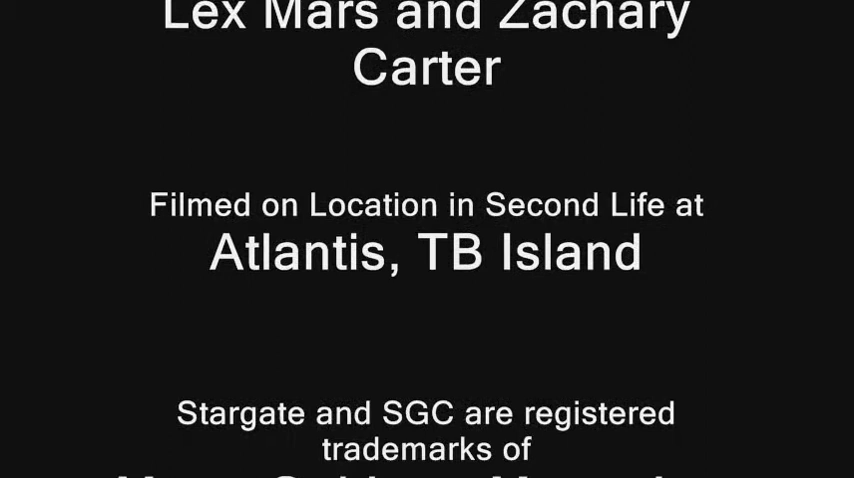 Lex Mars and Zachary
Carter
Filmed on Location in Second Life at
Atlantis, TB Island
Stargate and SGC are registered
trademarks of